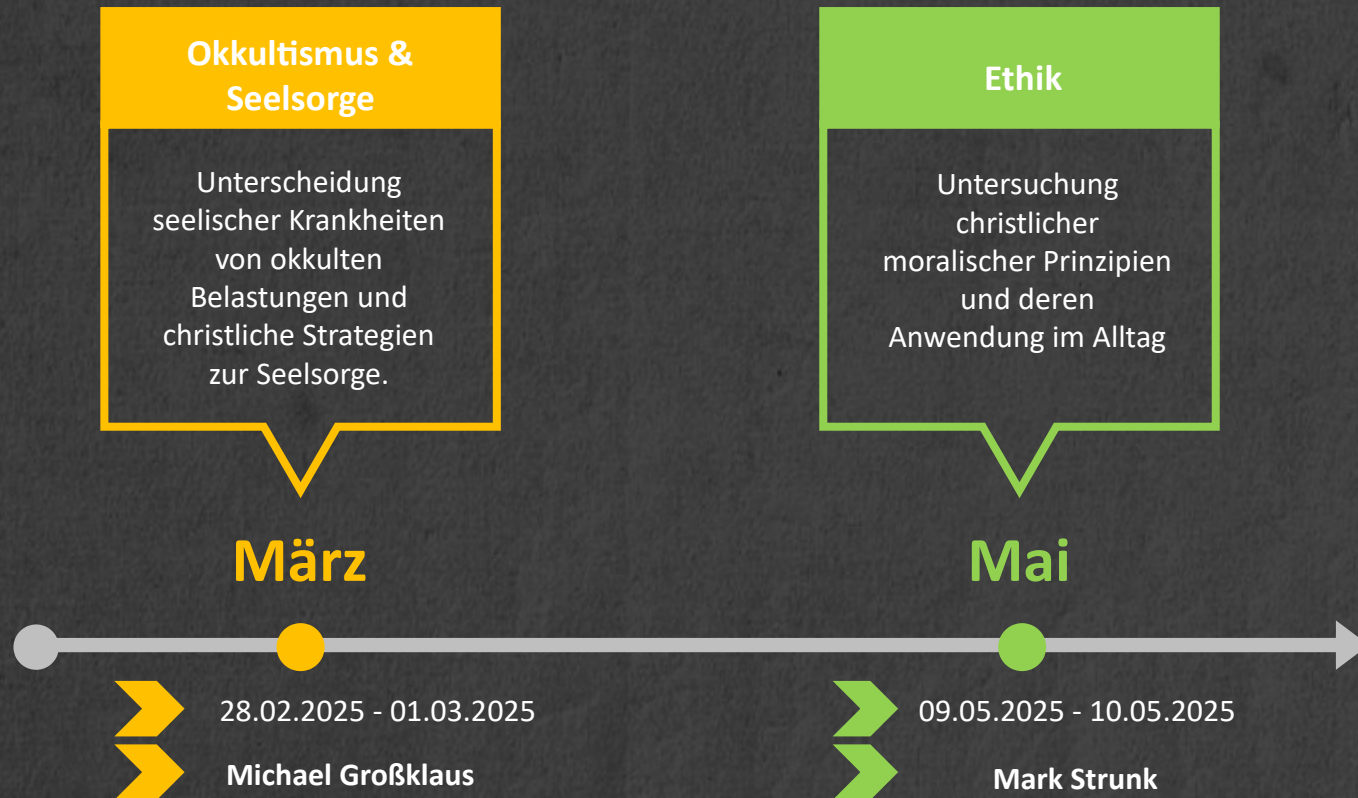 Okkultismus &
Seelsorge
Unterscheidung
seelischer Krankheiten
von okkulten
Belastungen und
christliche Strategien
zur Seelsorge.
März
28.02.2025 - 01.03.2025
Michael Großklaus
Ethik
Untersuchung
christlicher
moralischer Prinzipien
und deren
Anwendung im Alltag
Mai
09.05.2025 - 10.05.2025
Mark Strunk